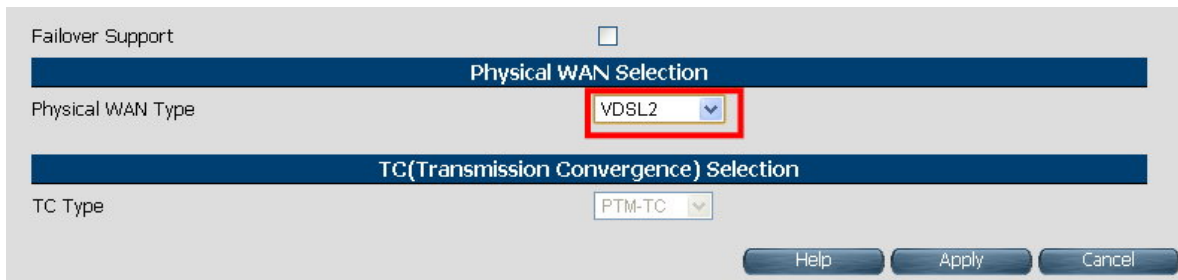 Failover Support
Physical WAN Selection
Physical WAN Type VDSL2
TC(Transmission Convergence) Selection
TC Type PTM-TC
Help Apply Cancel